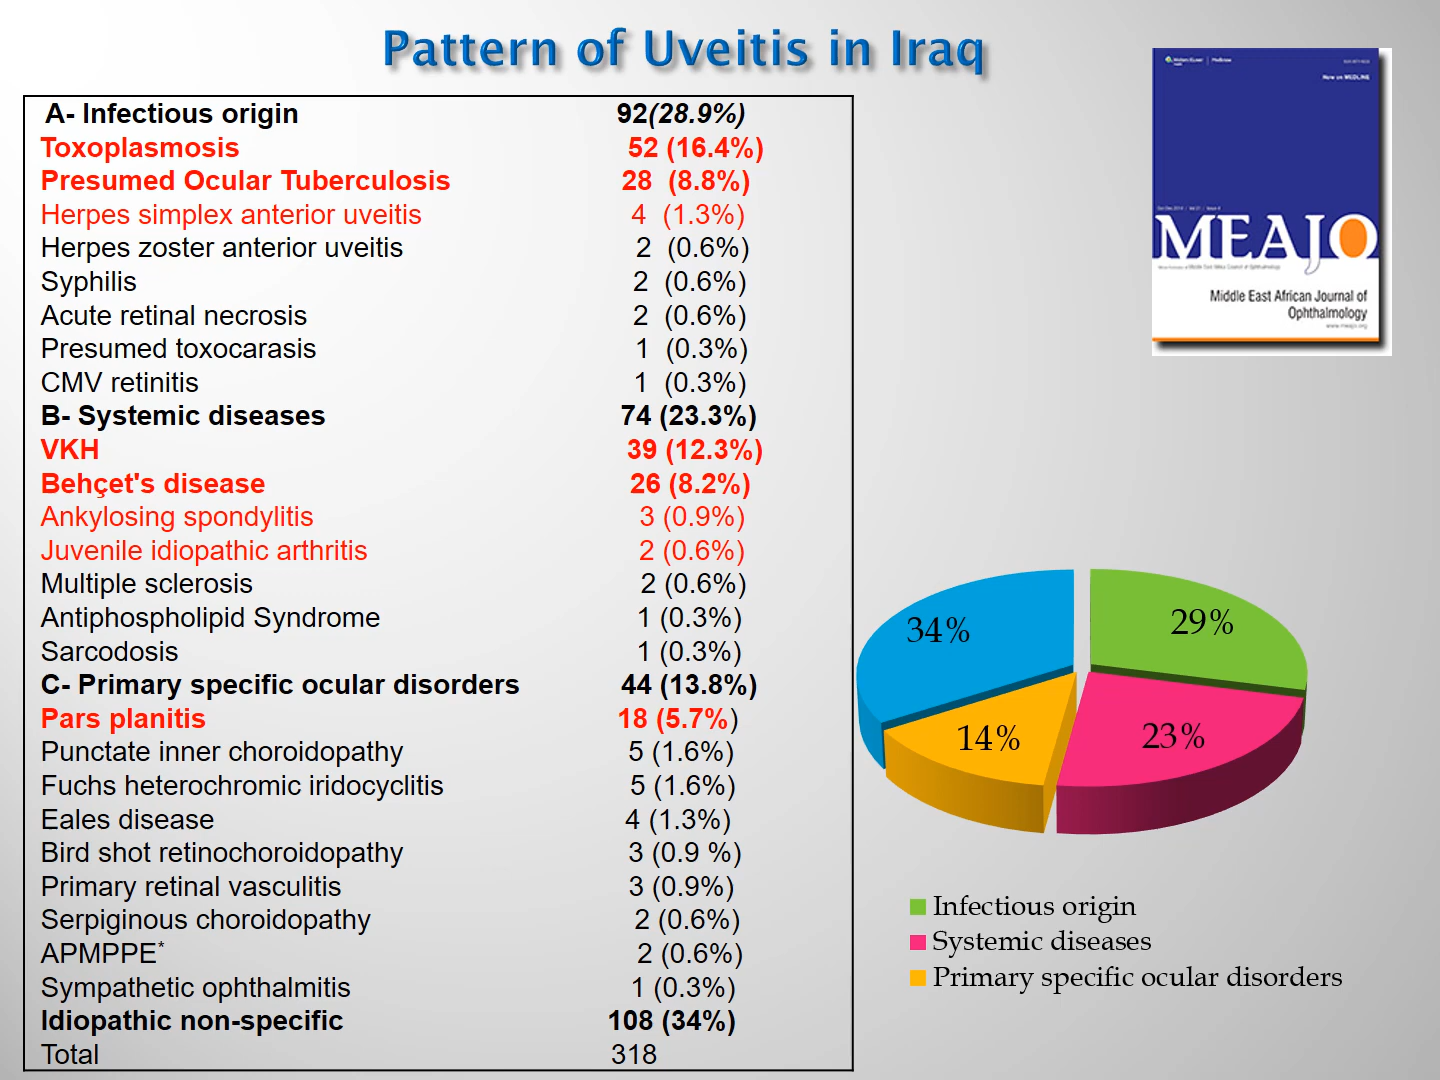 Pattern of Uveitis in Iraq
A- Infectious origin 92(28.9%)
Toxoplasmosis 52 (16.4%)
Presumed Ocular Tuberculosis 28 (8.8%)
Herpes simplex anterior uveitis 4 (1.3%)
Herpes zoster anterior uveitis 2 (0.6%)
Syphilis 2 (0.6%)
Acute retinal necrosis 2 (0.6%)
Presumed toxocarasis 1 (0.3%)
CMV retinitis 1 (0.3%)
B- Systemic diseases 74 (23.3%)
VKH 39 (12.3%)
Behçet's disease 26 (8.2%)
Ankylosing spondylitis 3 (0.9%)
Juvenile idiopathic arthritis 2 (0.6%)
Multiple sclerosis 2 (0.6%)
Antiphospholipid Syndrome 1 (0.3%)
Sarcodosis 1 (0.3%)
C- Primary specific ocular disorders 44 (13.8%)
Pars planitis 18 (5.7%)
Punctate inner choroidopathy 5 (1.6%)
Fuchs heterochromic iridocyclitis 5 (1.6%)
Eales disease 4 (1.3%)
Bird shot retinochoroidopathy 3 (0.9 %)
Primary retinal vasculitis 3 (0.9%)
Serpiginous choroidopathy 2 (0.6%)
APMPPE* 2 (0.6%)
Sympathetic ophthalmitis 1 (0.3%)
Idiopathic non-specific 108 (34%)
Total 318
Now on MEDLINE
MEAJO
Middle East African Journal of
Ophthalmology
www.meajo.org
34%
29%
14%
23%
Infectious origin
Systemic diseases
Primary specific ocular disorders